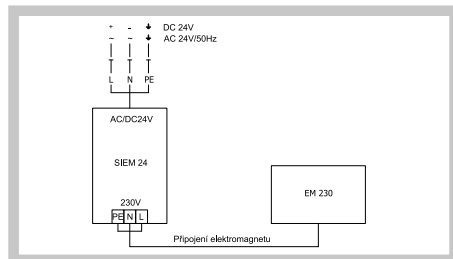 + - DC 24V
~ ~ AC 24V/50Hz
L N PE
AC/DC24V
SIEM 24
230V
PE N L
EM 230
Připojení elektromagnetu